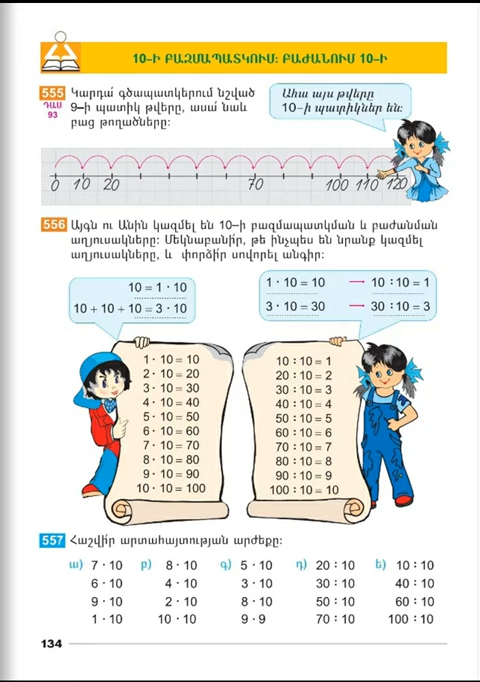 10–Ի ԲԱԶՄԱՊԱՏԿՈՒՄ: ԲԱԺԱՆՈՒՄ 10–Ի
555 Կարդա՛ գծապատկերում նշված
ԴԱՍ
93
9–ի պատիկ թվերը, ասա՛ նաև
բաց թողածները:
Ահա այս թվերը
10–ի պատիկներ են:
0 10 20 70 100 110 120
556 Այգն ու Անին կազմել են 10–ի բազմապատկման և բաժանման
աղյուսակները: Մեկնաբանի՛ր, թե ինչպես են նրանք կազմել
աղյուսակները, և փորձի՛ր սովորել անգիր:
10 = 1 · 10
10 + 10 + 10 = 3 · 10
1 · 10 = 10 → 10 : 10 = 1
3 · 10 = 30 → 30 : 10 = 3
1 · 10 = 10
2 · 10 = 20
3 · 10 = 30
4 · 10 = 40
5 · 10 = 50
6 · 10 = 60
7 · 10 = 70
8 · 10 = 80
9 · 10 = 90
10 · 10 = 100
10 : 10 = 1
20 : 10 = 2
30 : 10 = 3
40 : 10 = 4
50 : 10 = 5
60 : 10 = 6
70 : 10 = 7
80 : 10 = 8
90 : 10 = 9
100 : 10 = 10
557 Հաշվի՛ր արտահայտության արժեքը:
ա) 7 · 10 բ) 8 · 10 գ) 5 · 10 դ) 20 : 10 ե) 10 : 10
6 · 10 4 · 10 3 · 10 30 : 10 40 : 10
9 · 10 2 · 10 8 · 10 50 : 10 60 : 10
1 · 10 10 · 10 9 · 9 70 : 10 100 : 10
134